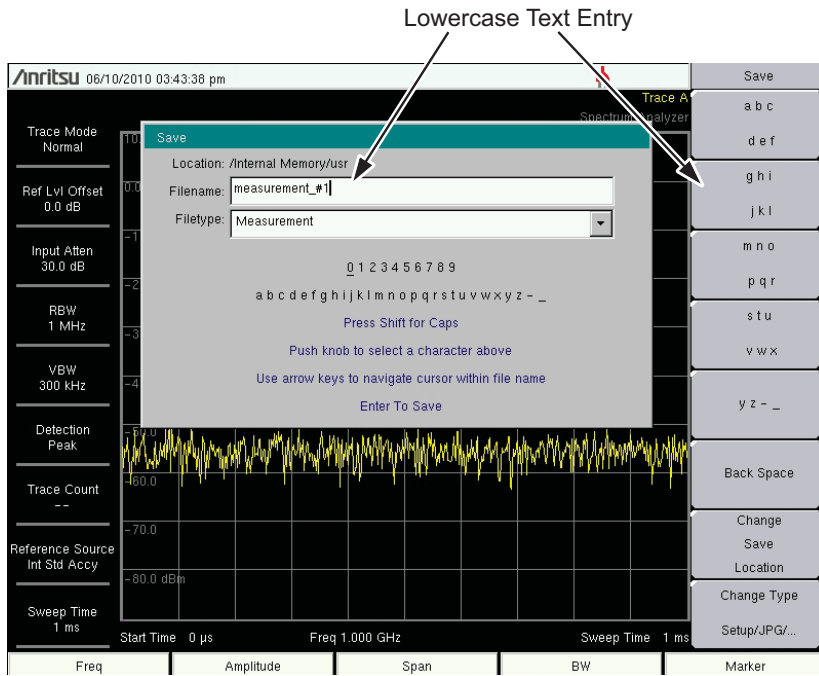 Lowercase Text Entry
/inritsu 06/10/2010 03:43:38 pm
Save
Trace A
Spectrum Analyzer
Trace Mode
Normal
Ref Lvl Offset
0.0 dB
Input Atten
30.0 dB
RBW
1 MHz
VBW
300 kHz
Detection
Peak
Trace Count
--
Reference Source
Int Std Accy
Sweep Time
1 ms
Save
Location: /Internal Memory/usr
Filename: measurement_#1
Filetype: Measurement
0 1 2 3 4 5 6 7 8 9
a b c d e f g h i j k l m n o p q r s t u v w x y z - _
Press Shift for Caps
Push knob to select a character above
Use arrow keys to navigate cursor within file name
Enter To Save
-60.0
-70.0
-80.0 dBm
Start Time 0 µs
Freq 1.000 GHz
Sweep Time 1 ms
a b c
d e f
g h i
j k l
m n o
p q r
s t u
v w x
y z - _
Back Space
Change
Save
Location
Change Type
Setup/JPG/...
Freq
Amplitude
Span
BW
Marker